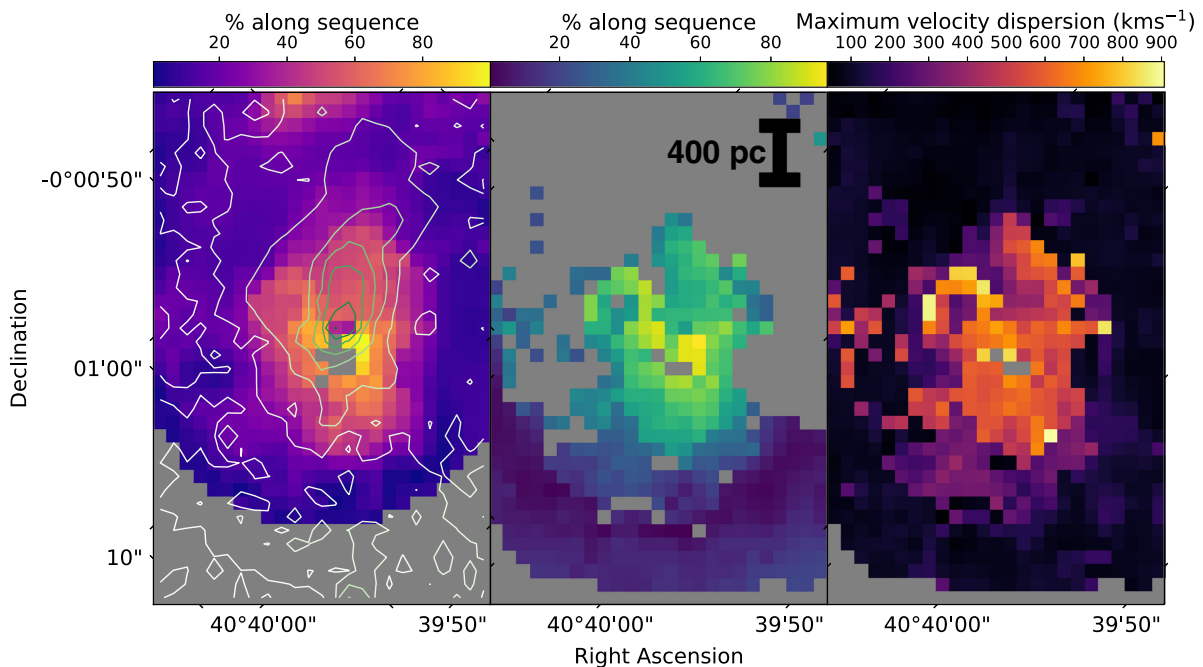 % along sequence
% along sequence
Maximum velocity dispersion (kms⁻¹)
20 40 60 80
20 40 60 80
100 200 300 400 500 600 700 800 900
400 pc
-0°00'50"
01'00"
10"
Declination
40°40'00" 39'50"
40°40'00" 39'50"
40°40'00" 39'50"
Right Ascension